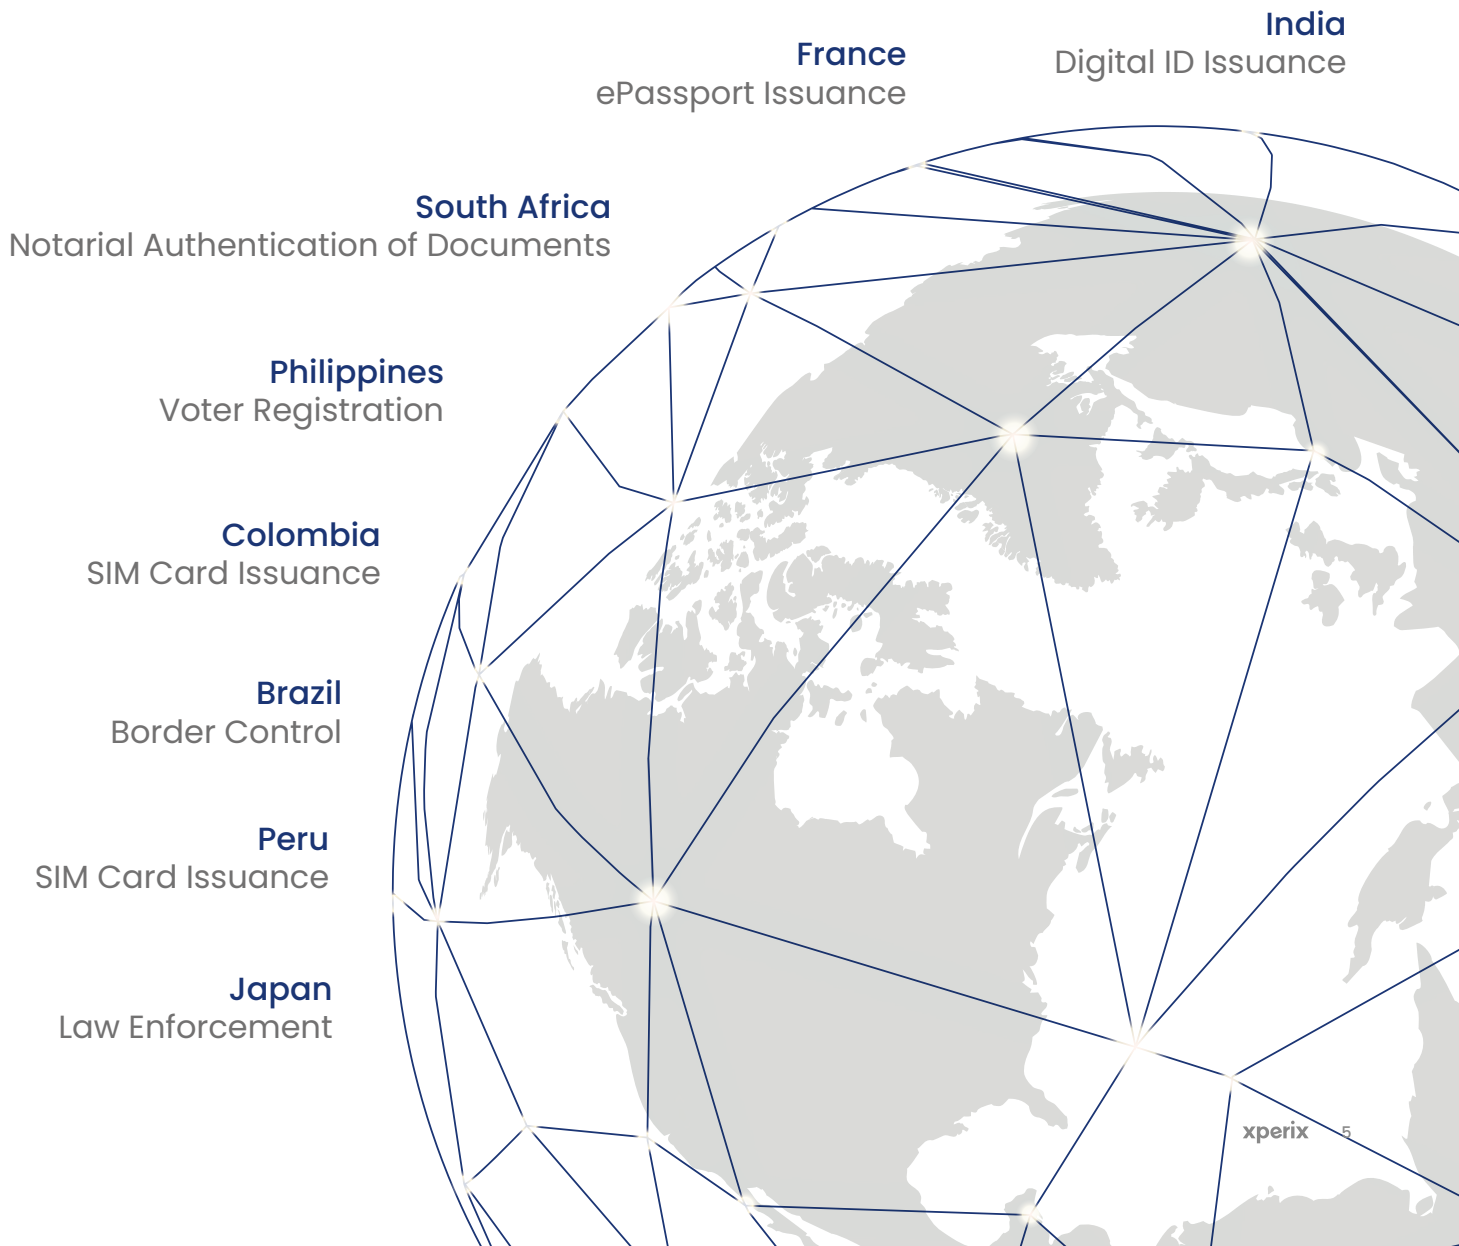 India
Digital ID Issuance
France
ePassport Issuance
South Africa
Notarial Authentication of Documents
Philippines
Voter Registration
Colombia
SIM Card Issuance
Brazil
Border Control
Peru
SIM Card Issuance
Japan
Law Enforcement
xperix 5